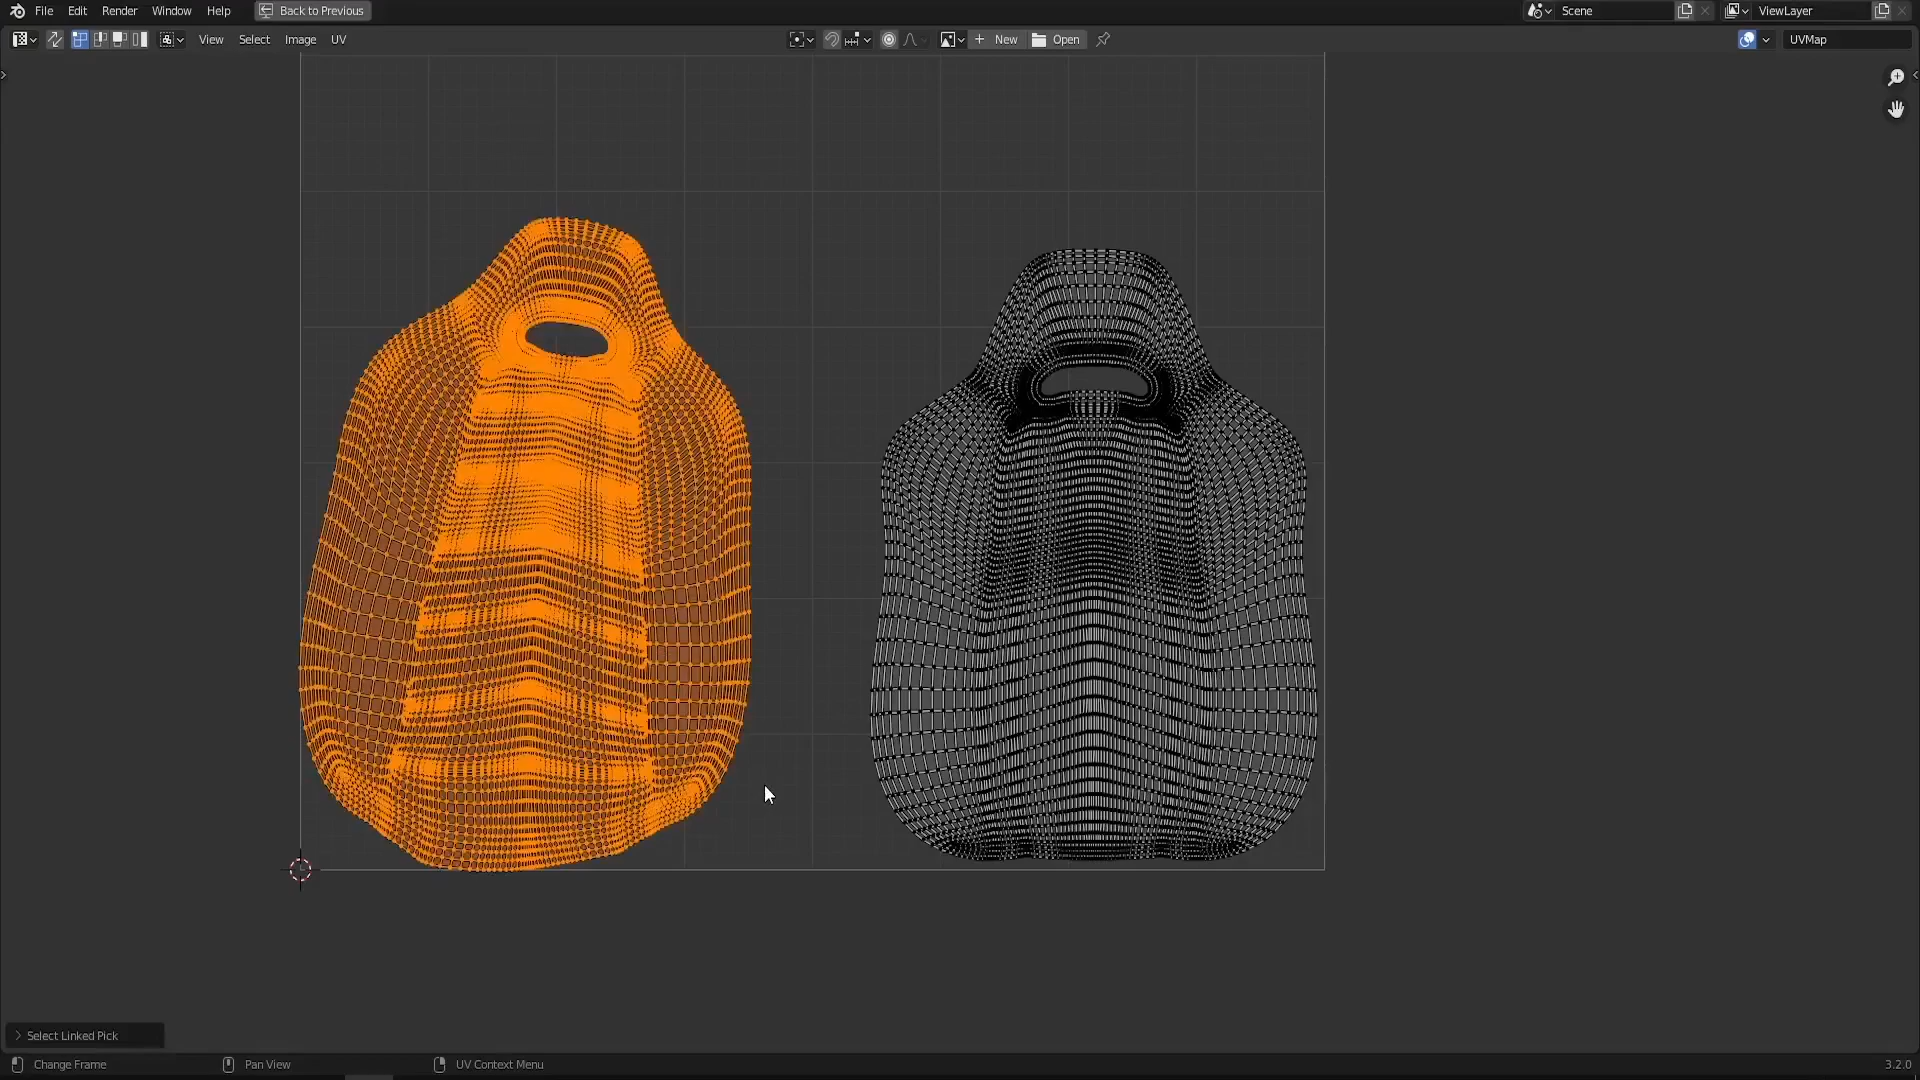 File Edit Render Window Help Back to Previous Scene ViewLayer
View Select Image UV New Open UVMap
Select Linked Pick
Change Frame Pan View UV Context Menu 3.2.0